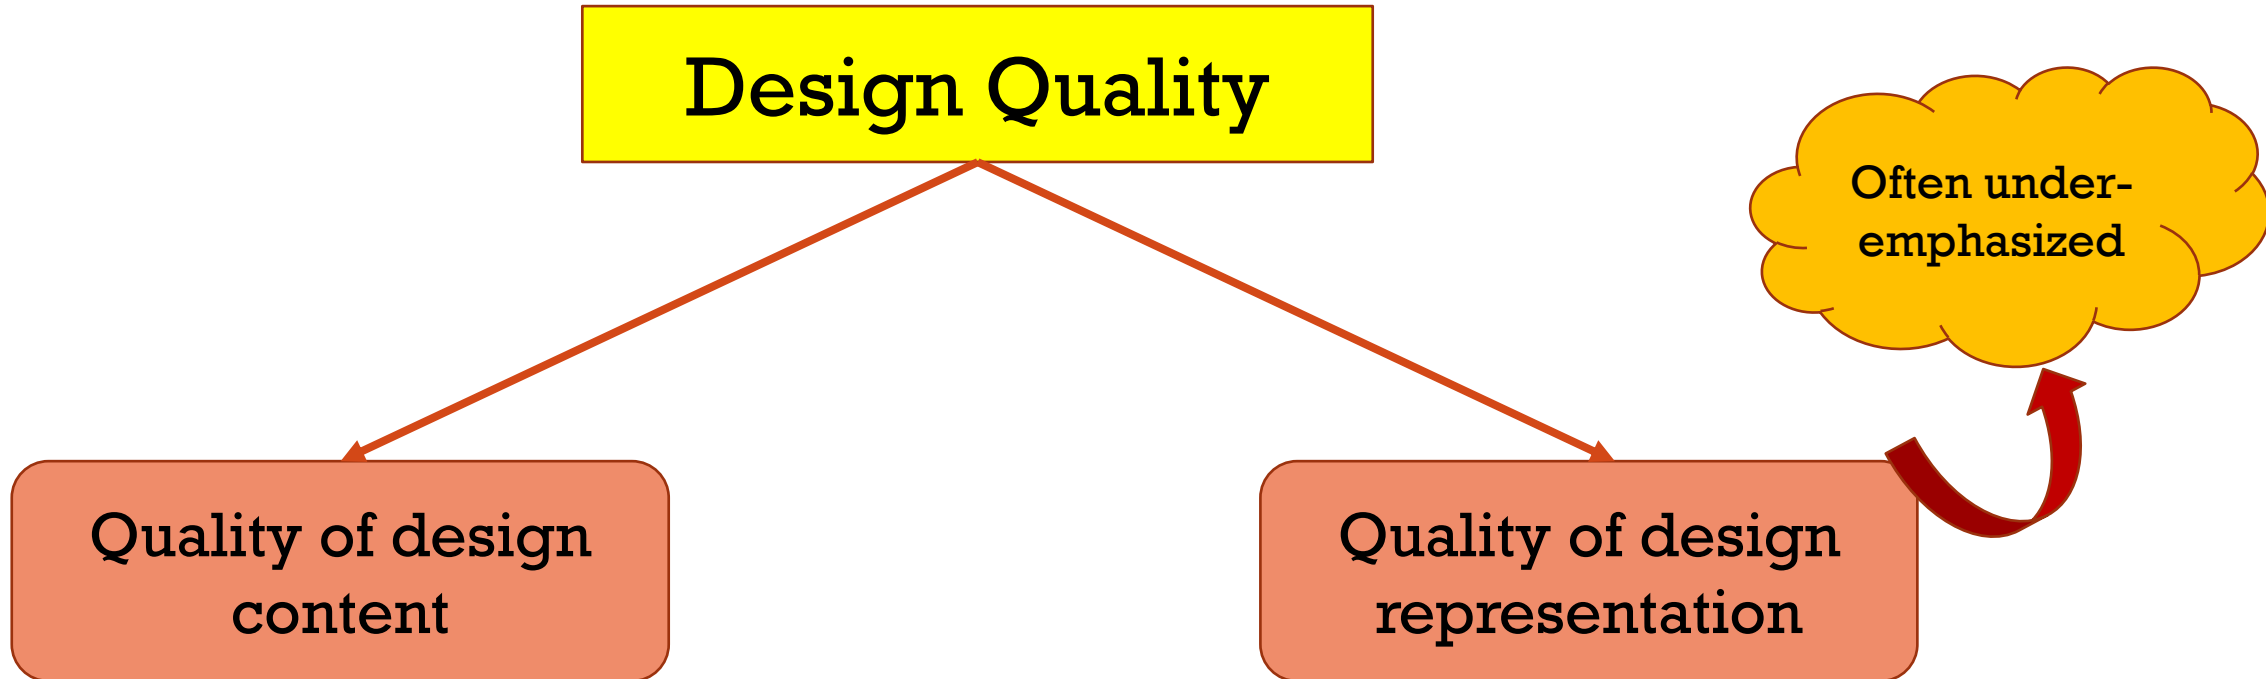 Design Quality
Often under-
emphasized
Quality of design
content
Quality of design
representation